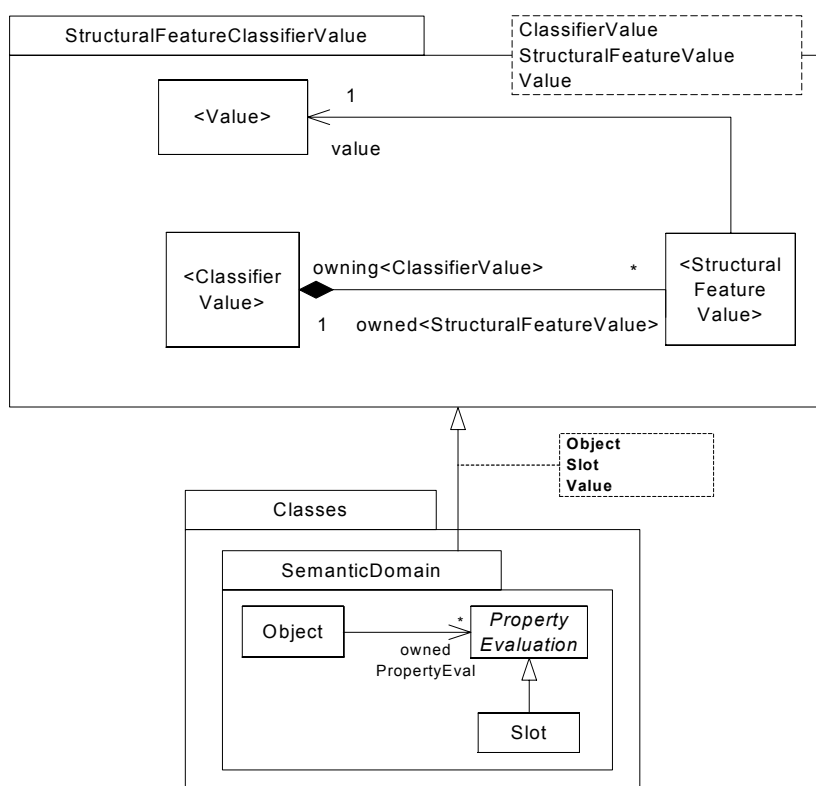 StructuralFeatureClassifierValue
ClassifierValue
StructuralFeatureValue
Value
<Value>
1
value
<Classifier
Value>
owning<ClassifierValue>
*
1
owned<StructuralFeatureValue>
<Structural
Feature
Value>
Object
Slot
Value
Classes
SemanticDomain
Object
*
owned
PropertyEval
Property
Evaluation
Slot